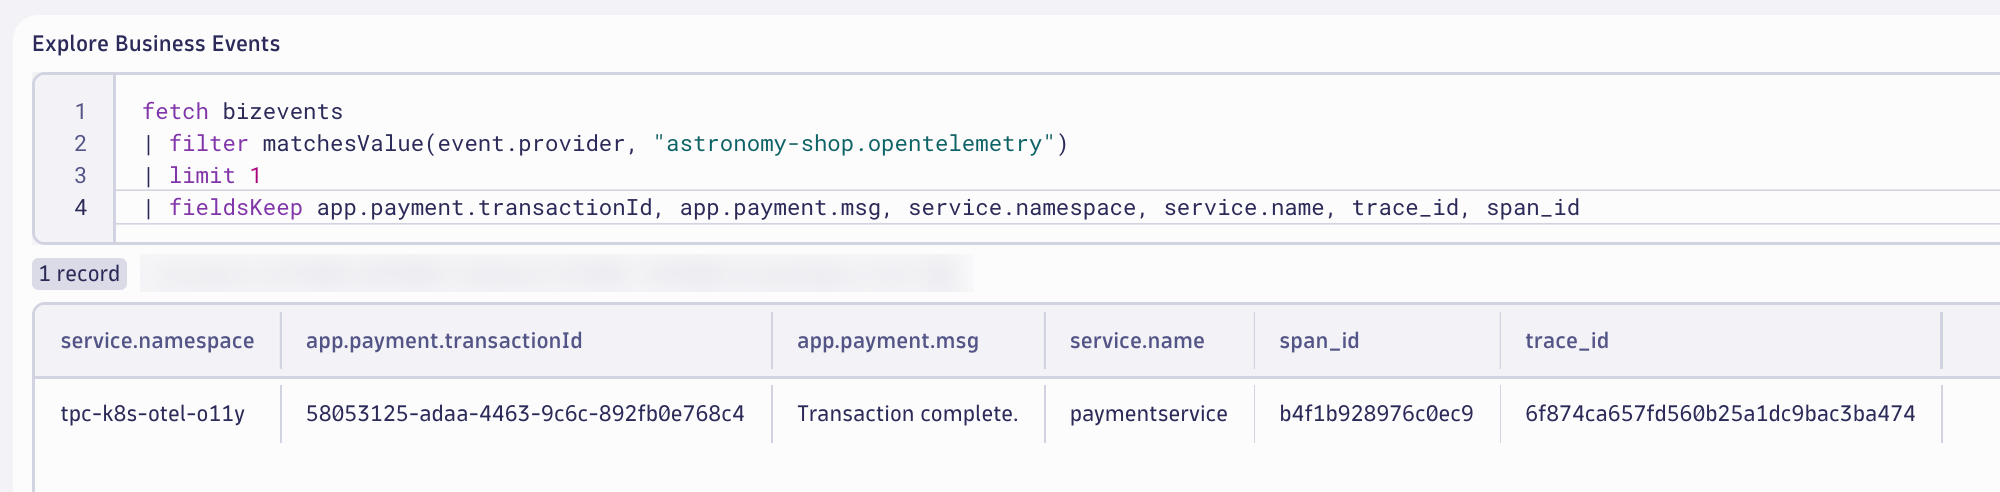 Explore Business Events
1 fetch bizevents
2 | filter matchesValue(event.provider, "astronomy-shop.opentelemetry")
3 | limit 1
4 | fieldsKeep app.payment.transactionId, app.payment.msg, service.namespace, service.name, trace_id, span_id
1 record
service.namespace app.payment.transactionId app.payment.msg service.name span_id trace_id
tpc-k8s-otel-o11y 58053125-adaa-4463-9c6c-892fb0e768c4 Transaction complete. paymentservice b4f1b928976c0ec9 6f874ca657fd560b25a1dc9bac3ba474